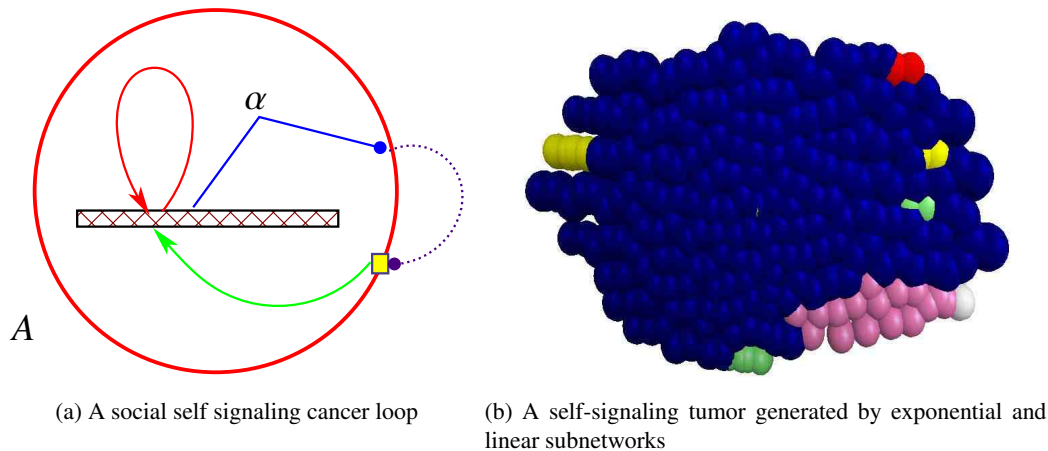 α
A
(a) A social self signaling cancer loop
(b) A self-signaling tumor generated by exponential and
linear subnetworks